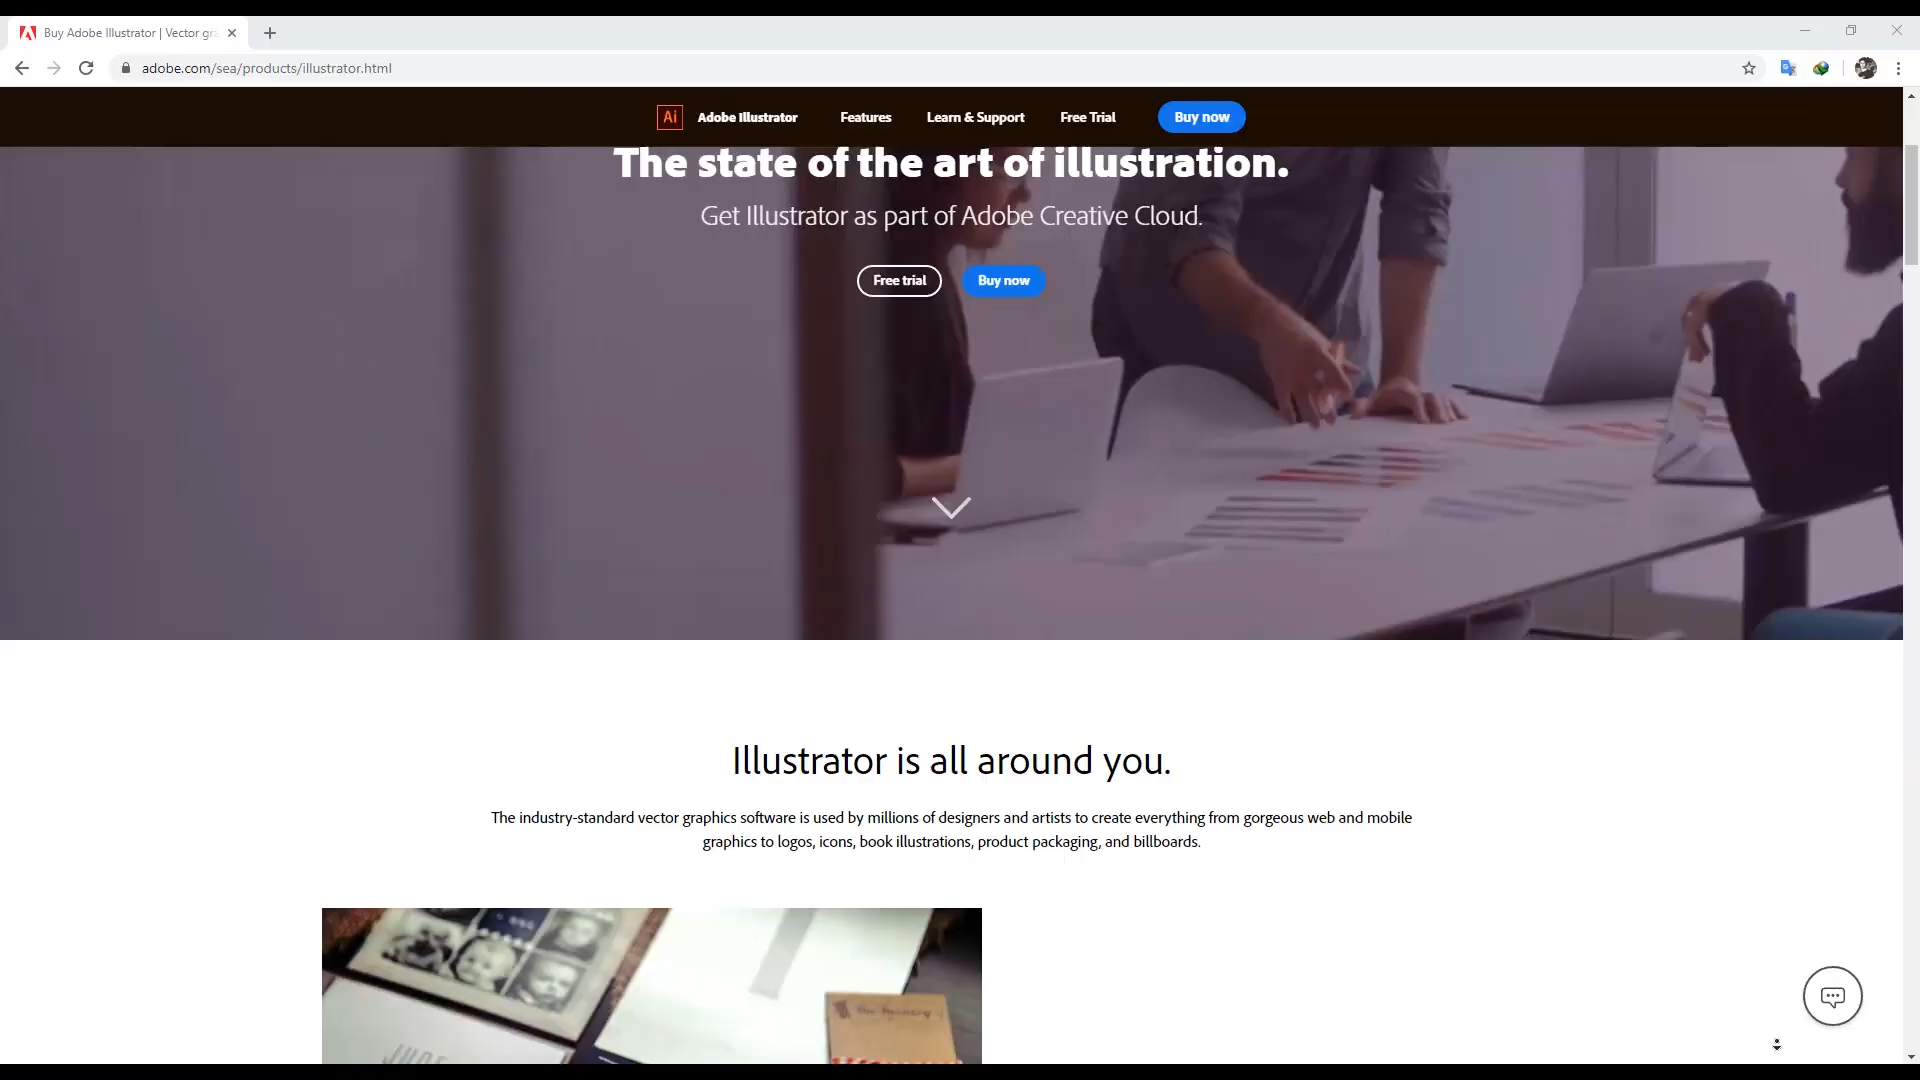 Buy Adobe Illustrator | Vector gra
adobe.com/sea/products/illustrator.html
Ai Adobe Illustrator Features Learn & Support Free Trial Buy now
The state of the art of illustration.
Get Illustrator as part of Adobe Creative Cloud.
Free trial Buy now
Illustrator is all around you.
The industry-standard vector graphics software is used by millions of designers and artists to create everything from gorgeous web and mobile
graphics to logos, icons, book illustrations, product packaging, and billboards.